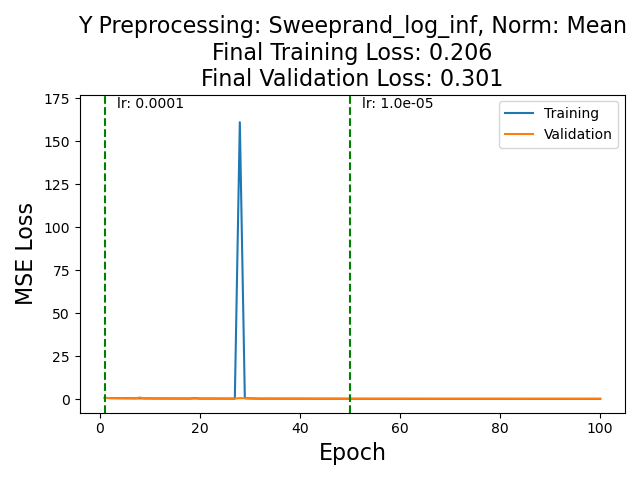 Y Preprocessing: Sweeprand_log_inf, Norm: Mean
Final Training Loss: 0.206
Final Validation Loss: 0.301
175
150
125
100
75
50
25
0
MSE Loss
lr: 0.0001
lr: 1.0e-05
Training
Validation
0
20
40
60
80
100
Epoch